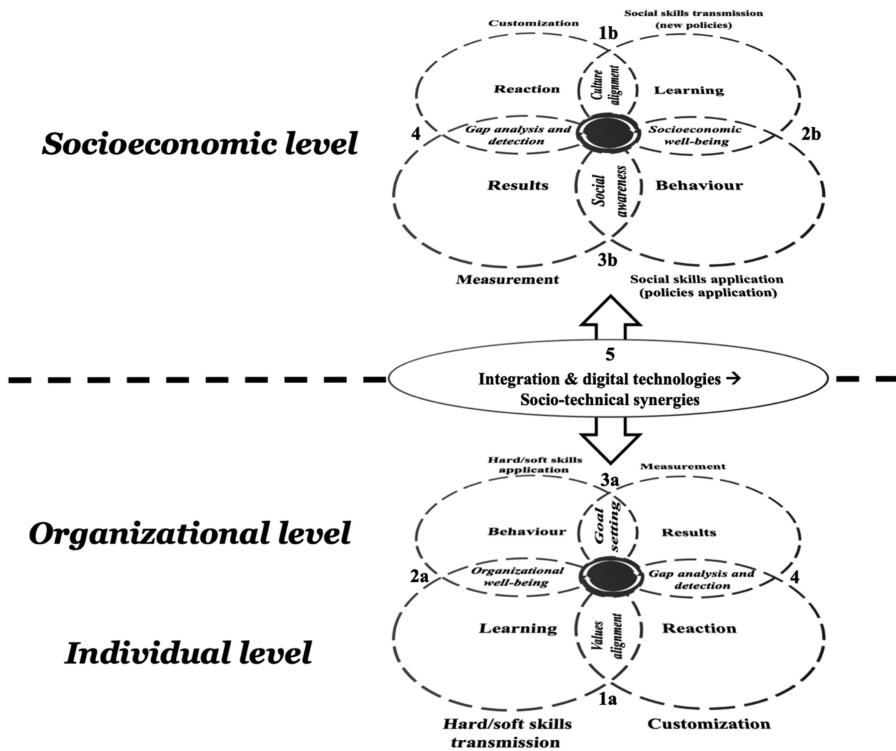 Customization
Social skills transmission
(new policies)
1b
Reaction
Culture
alignment
Learning
Socioeconomic level
4
Gap analysis and
detection
Socioeconomic
well-being
2b
Results
Social
awareness
Behaviour
3b
Measurement
Social skills application
(policies application)
5
Integration & digital technologies →
Socio-technical synergies
Hard/soft skills
application
3a
Measurement
Organizational level
Behaviour
Goal
setting
Results
2a
Organizational
well-being
Gap analysis and
detection
4
Individual level
Learning
Values
alignment
Reaction
1a
Hard/soft skills
transmission
Customization